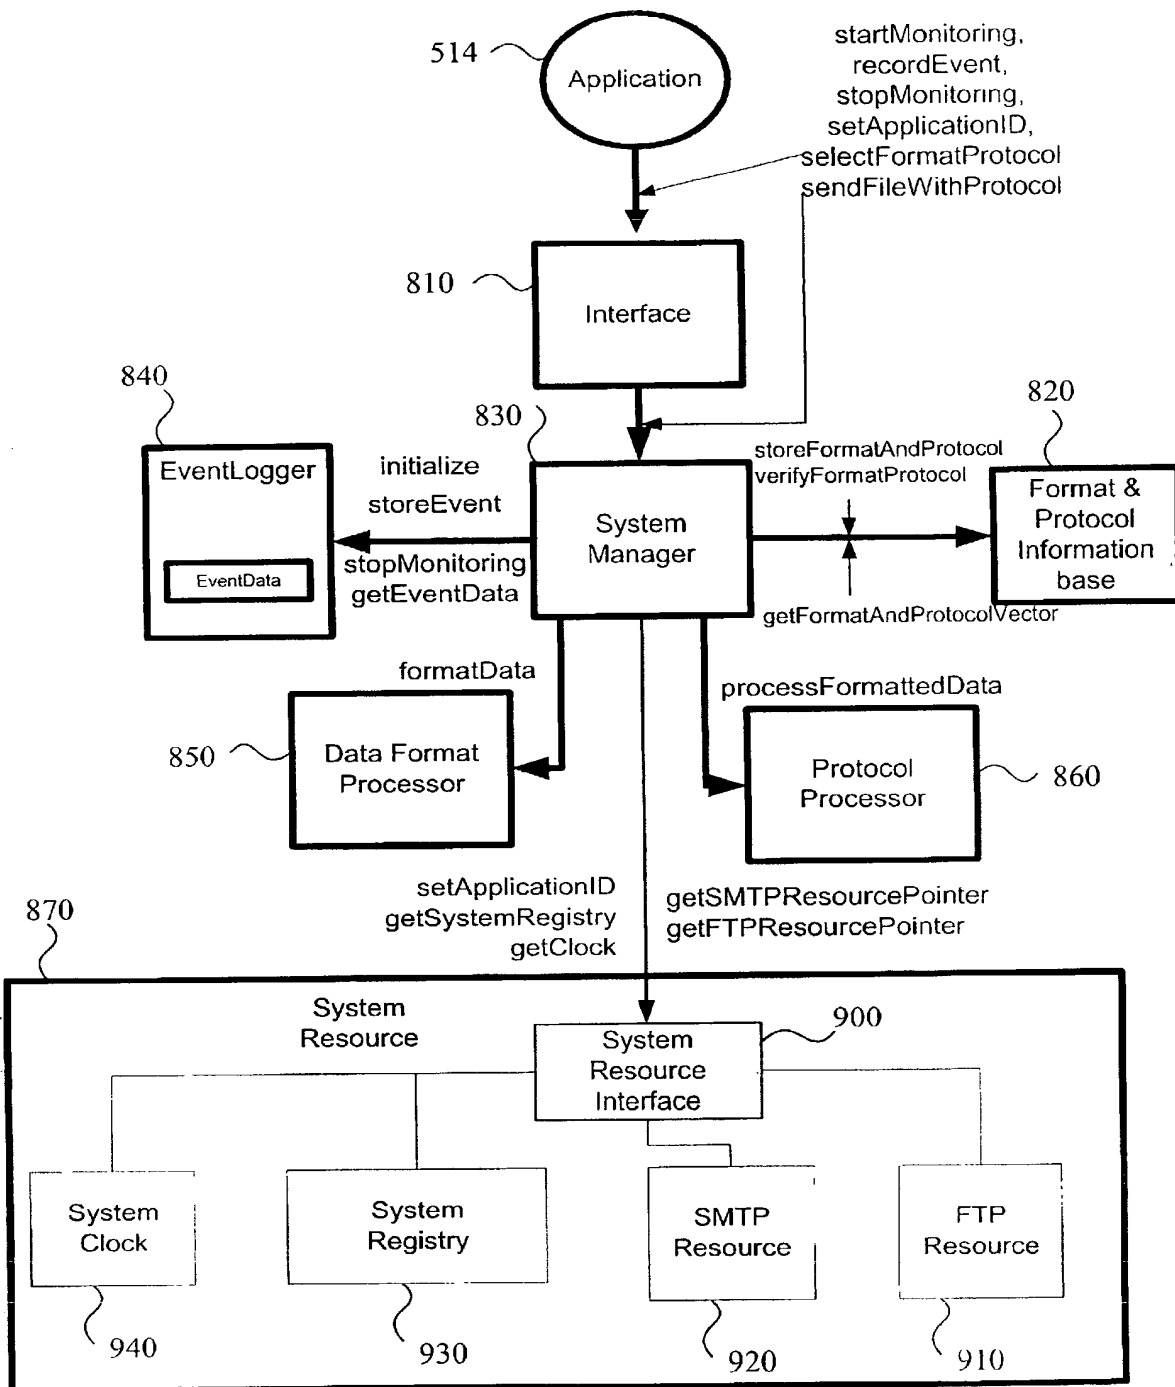 514
Application
startMonitoring,
recordEvent,
stopMonitoring,
setApplicationID,
selectFormatProtocol
sendFileWithProtocol
810
Interface
840
830
820
EventLogger
EventData
initialize
storeEvent
stopMonitoring
getEventData
System
Manager
storeFormatAndProtocol
verifyFormatProtocol
getFormatAndProtocolVector
Format &
Protocol
Information
base
formatData
processFormattedData
850
Data Format
Processor
Protocol
Processor
860
870
setApplicationID
getSystemRegistry
getClock
getSMTPResourcePointer
getFTPResourcePointer
System
Resource
900
System
Resource
Interface
System
Clock
System
Registry
SMTP
Resource
FTP
Resource
940
930
920
910